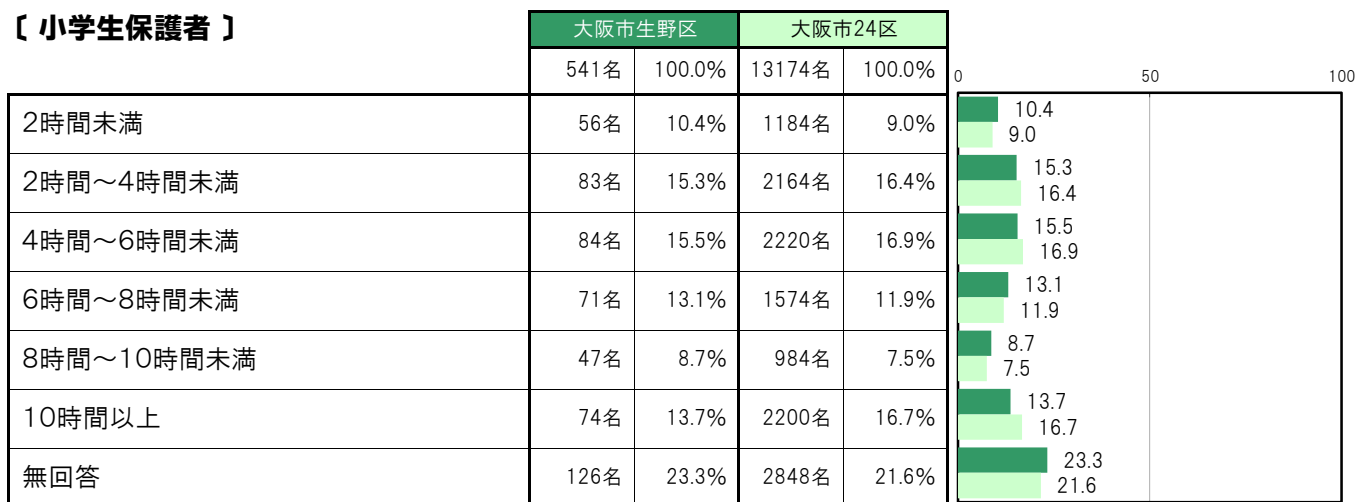 〔 小学生保護者 〕
大阪市生野区 大阪市24区
541名 100.0% 13174名 100.0%
0 50 100
2時間未満 56名 10.4% 1184名 9.0% 10.4
9.0
2時間～4時間未満 83名 15.3% 2164名 16.4% 15.3
16.4
4時間～6時間未満 84名 15.5% 2220名 16.9% 15.5
16.9
6時間～8時間未満 71名 13.1% 1574名 11.9% 13.1
11.9
8時間～10時間未満 47名 8.7% 984名 7.5% 8.7
7.5
10時間以上 74名 13.7% 2200名 16.7% 13.7
16.7
無回答 126名 23.3% 2848名 21.6% 23.3
21.6